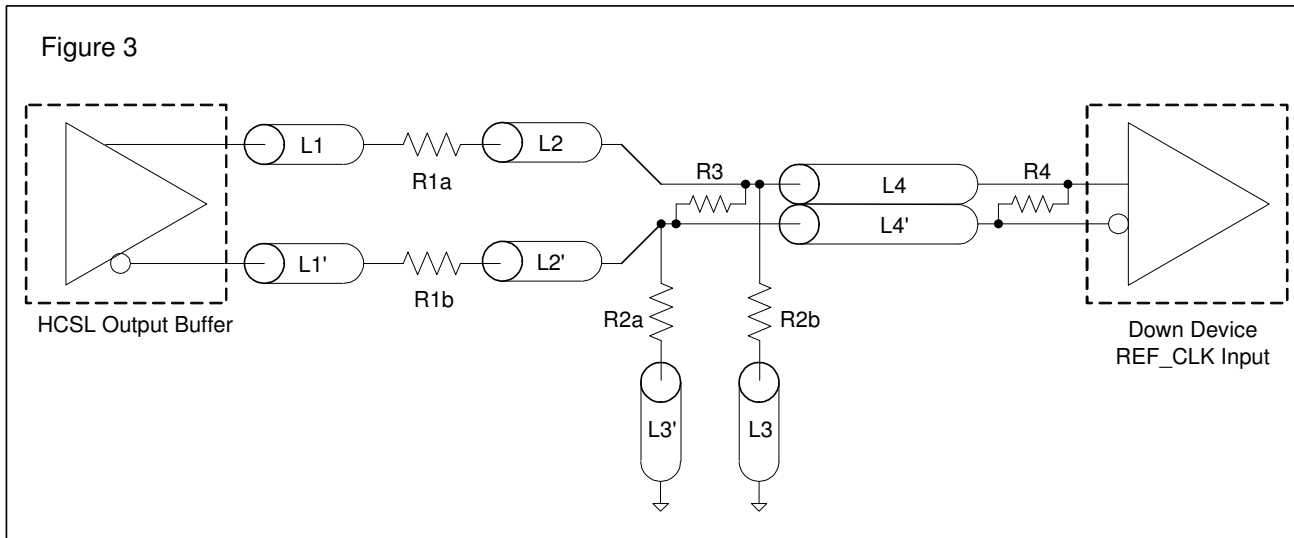 Figure 3
L1
R1a
L2
R3
L4
R4
L4'
L1'
R1b
L2'
HCSL Output Buffer
R2a
R2b
Down Device
REF_CLK Input
L3'
L3